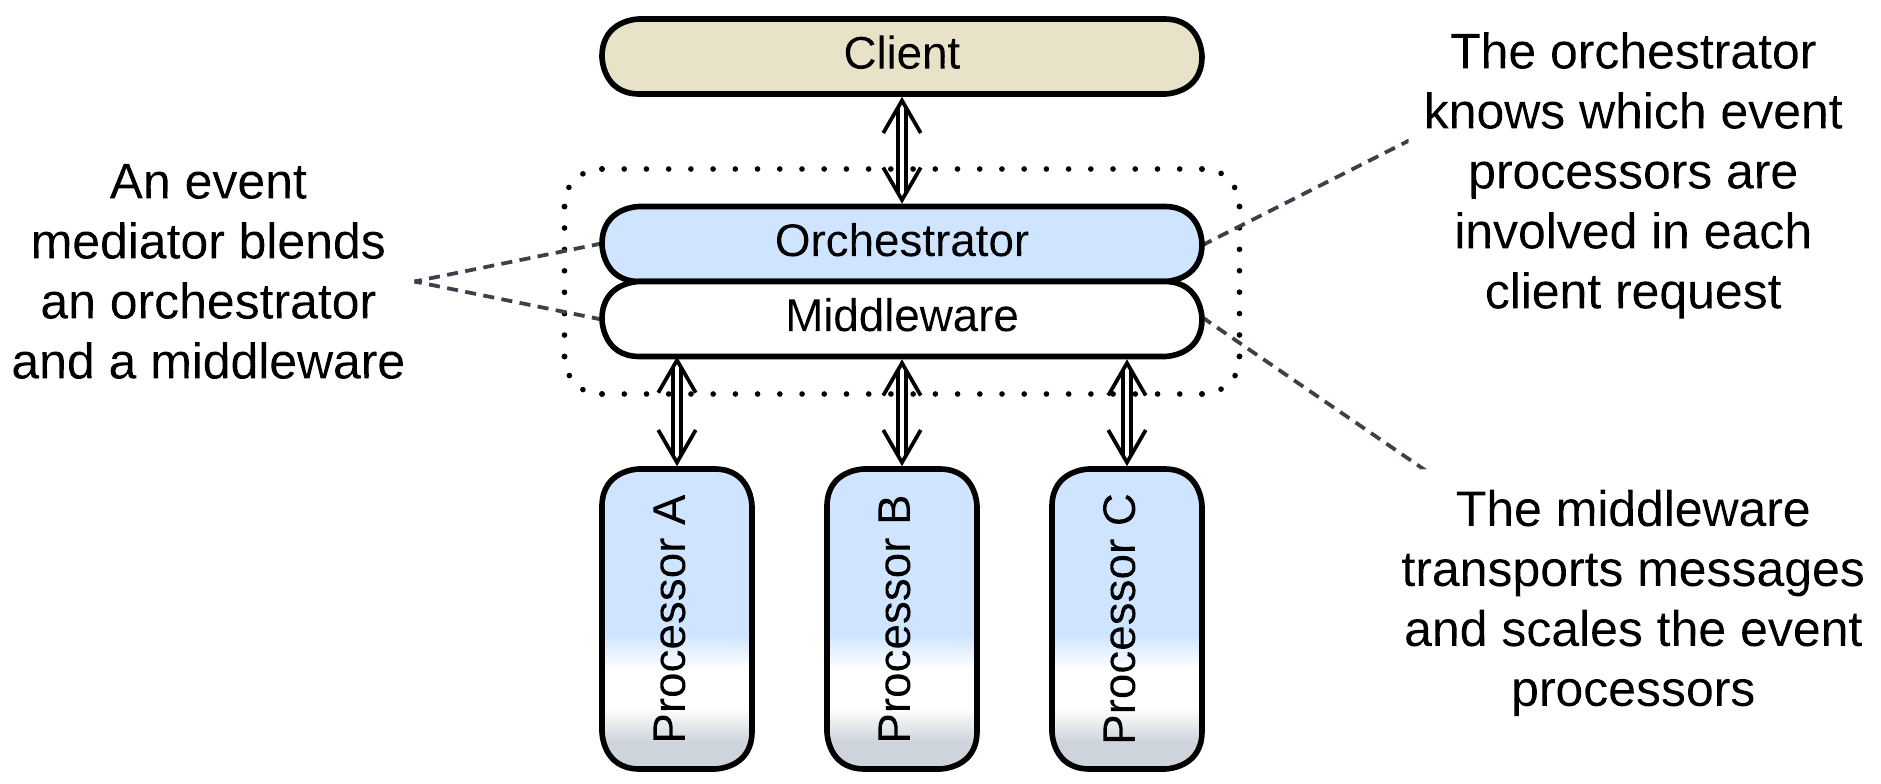 Client
The orchestrator
knows which event
processors are
involved in each
client request
An event
mediator blends
an orchestrator
and a middleware
Orchestrator
Middleware
The middleware
transports messages
and scales the event
processors
Processor A
Processor B
Processor C